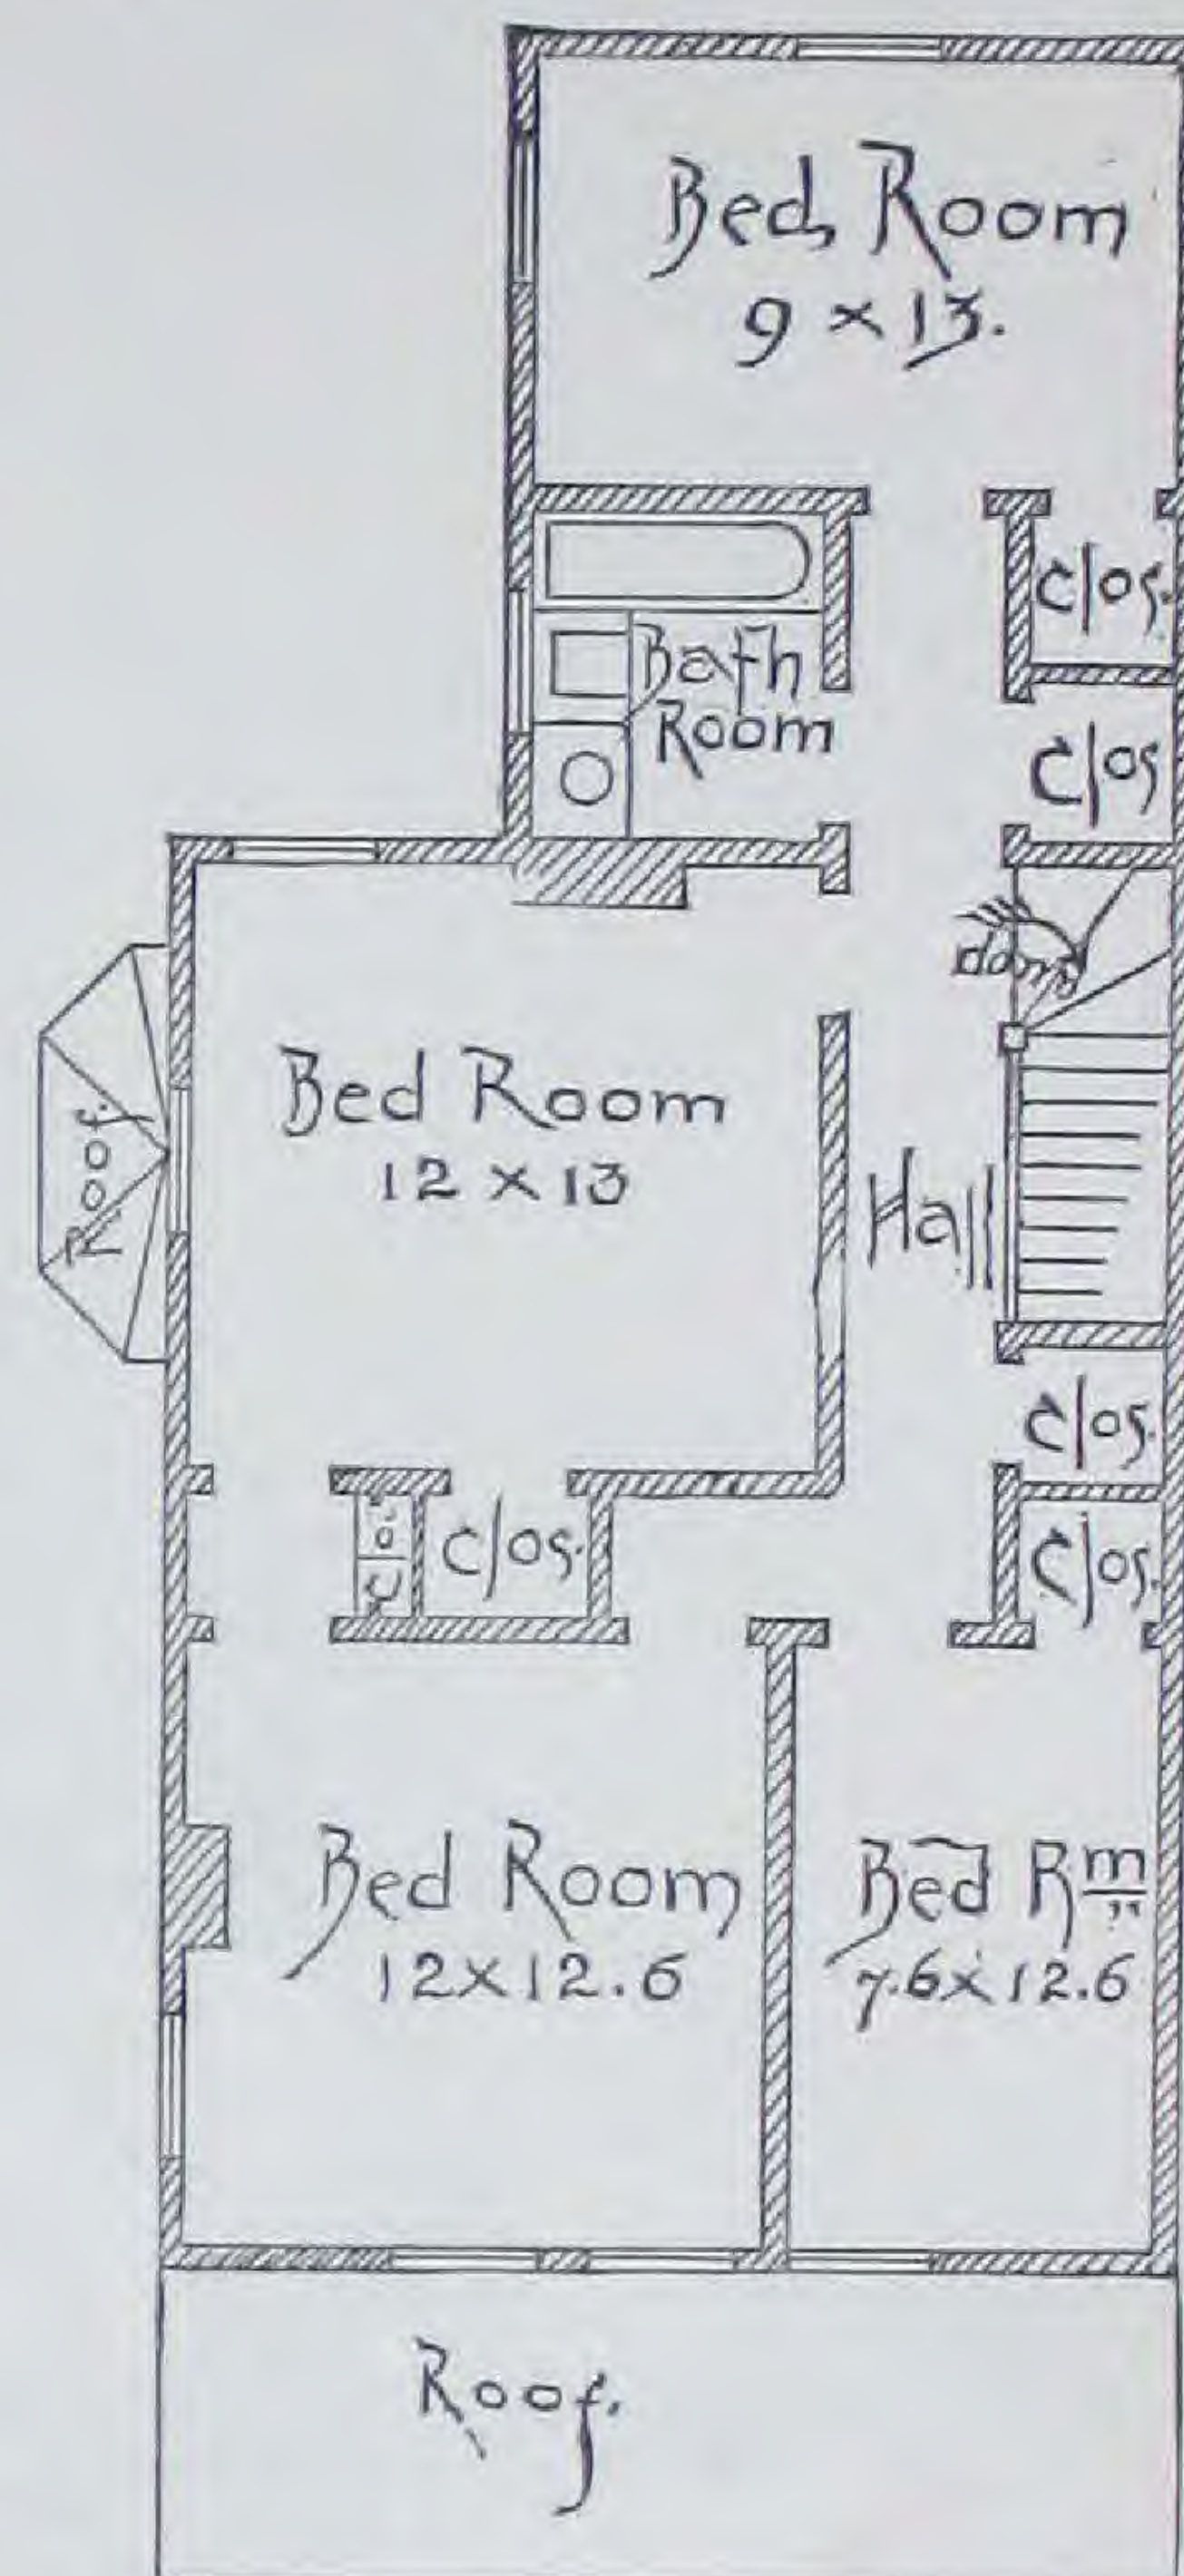 Bed Room
9 x 13.
Clos.
Bath
Room
Clos
down
Bed Room
12 x 13
Roof.
Hall
Clos.
Clo.
Clos.
Clos.
Bed Room
12 x 12.6
Bed Rm
7.6 x 12.6
Roof.